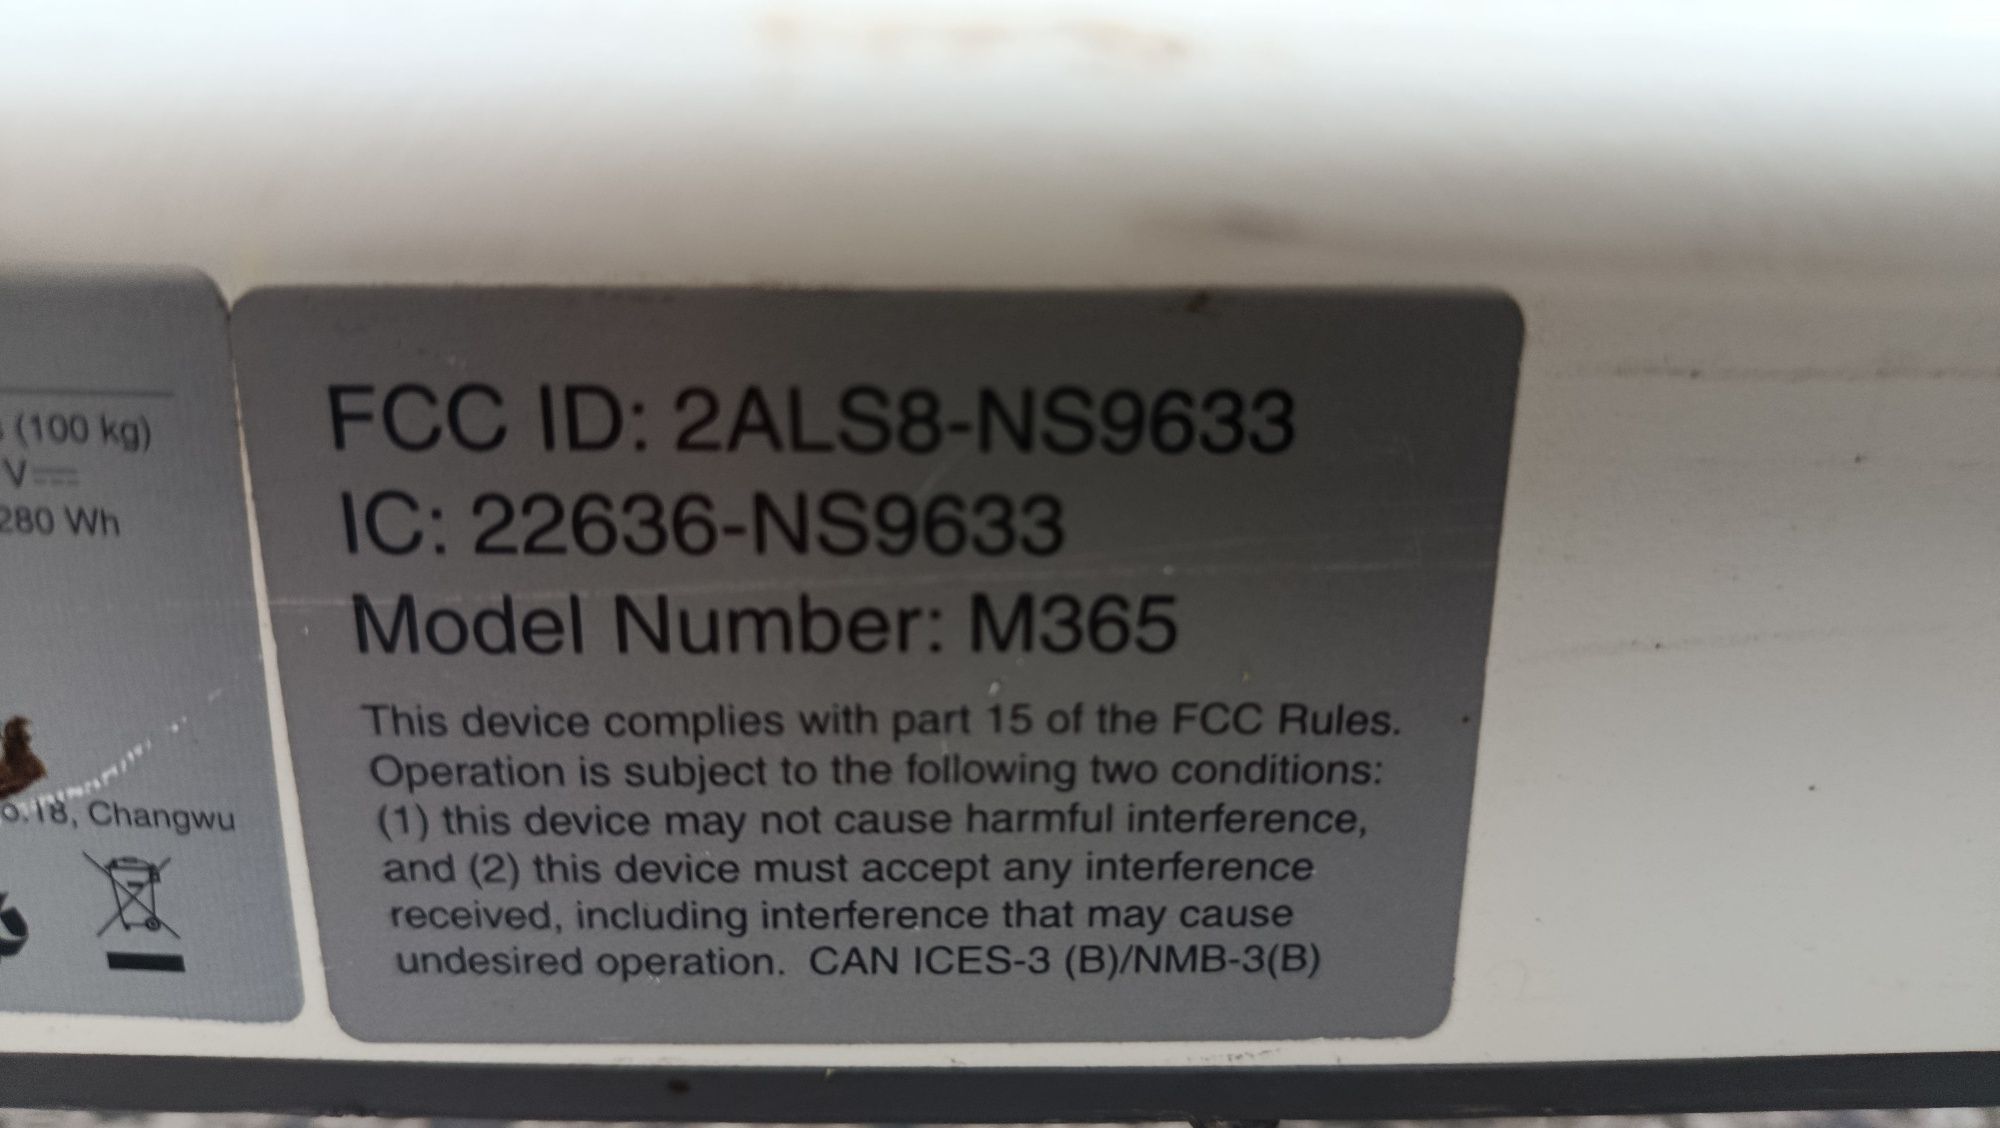 (100 kg)
V
280 Wh
18, Changwu
FCC ID: 2ALS8-NS9633
IC: 22636-NS9633
Model Number: M365
This device complies with part 15 of the FCC Rules.
Operation is subject to the following two conditions:
(1) this device may not cause harmful interference,
and (2) this device must accept any interference
received, including interference that may cause
undesired operation. CAN ICES-3 (B)/NMB-3(B)